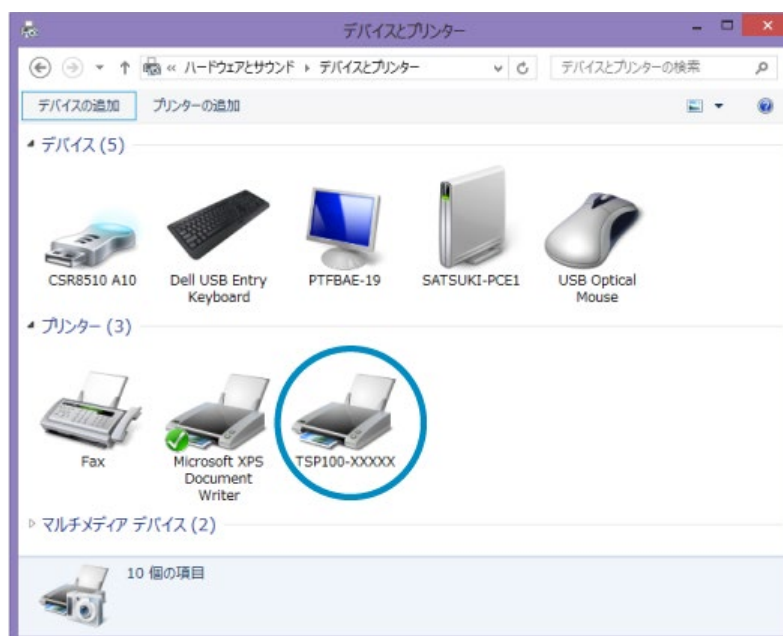 デバイスとプリンター
« ハードウェアとサウンド ▸ デバイスとプリンター
デバイスとプリンターの検索
デバイスの追加 プリンターの追加
デバイス (5)
CSR8510 A10
Dell USB Entry
Keyboard
PTFBAE-19
SATSUKI-PCE1
USB Optical
Mouse
プリンター (3)
Fax
Microsoft XPS
Document
Writer
TSP100-XXXXX
マルチメディア デバイス (2)
10 個の項目